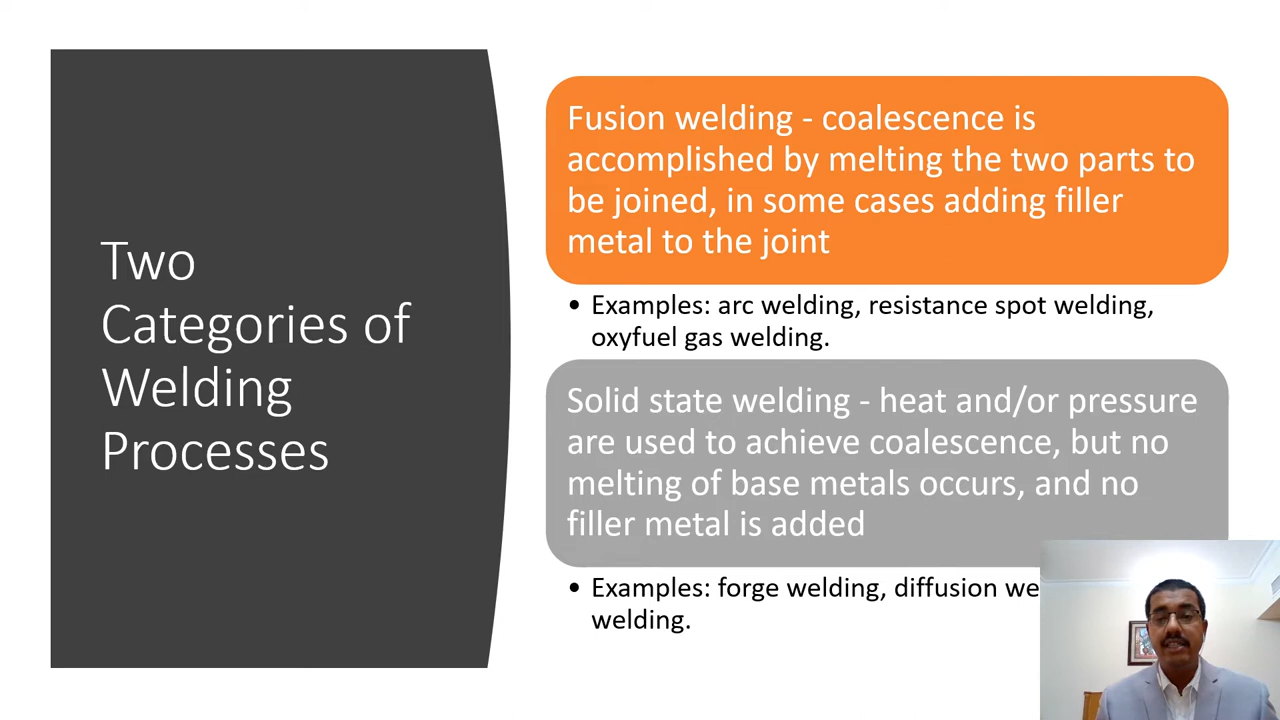 Two
Categories of
Welding
Processes
Fusion welding - coalescence is
accomplished by melting the two parts to
be joined, in some cases adding filler
metal to the joint
• Examples: arc welding, resistance spot welding,
oxyfuel gas welding.
Solid state welding - heat and/or pressure
are used to achieve coalescence, but no
melting of base metals occurs, and no
filler metal is added
• Examples: forge welding, diffusion
welding.